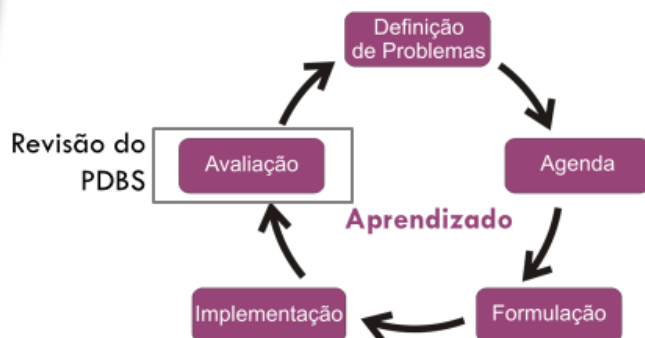 Definição
de Problemas
Revisão do
PDBS
Avaliação
Agenda
Aprendizado
Implementação
Formulação